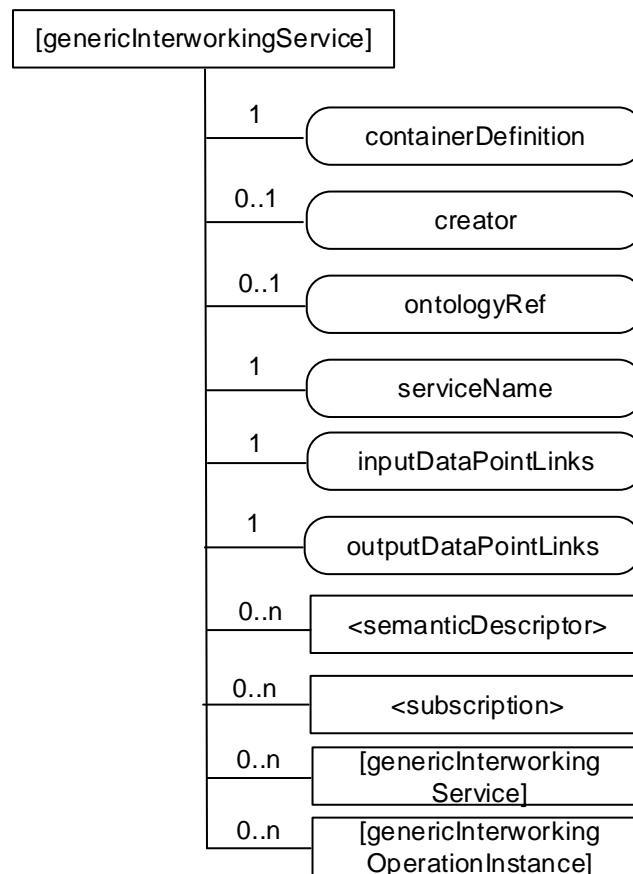 [genericInterworkingService]
1
containerDefinition
0..1
creator
0..1
ontologyRef
1
serviceName
1
inputDataPointLinks
1
outputDataPointLinks
0..n
<semanticDescriptor>
0..n
<subscription>
0..n
[genericInterworking
Service]
0..n
[genericInterworking
OperationInstance]